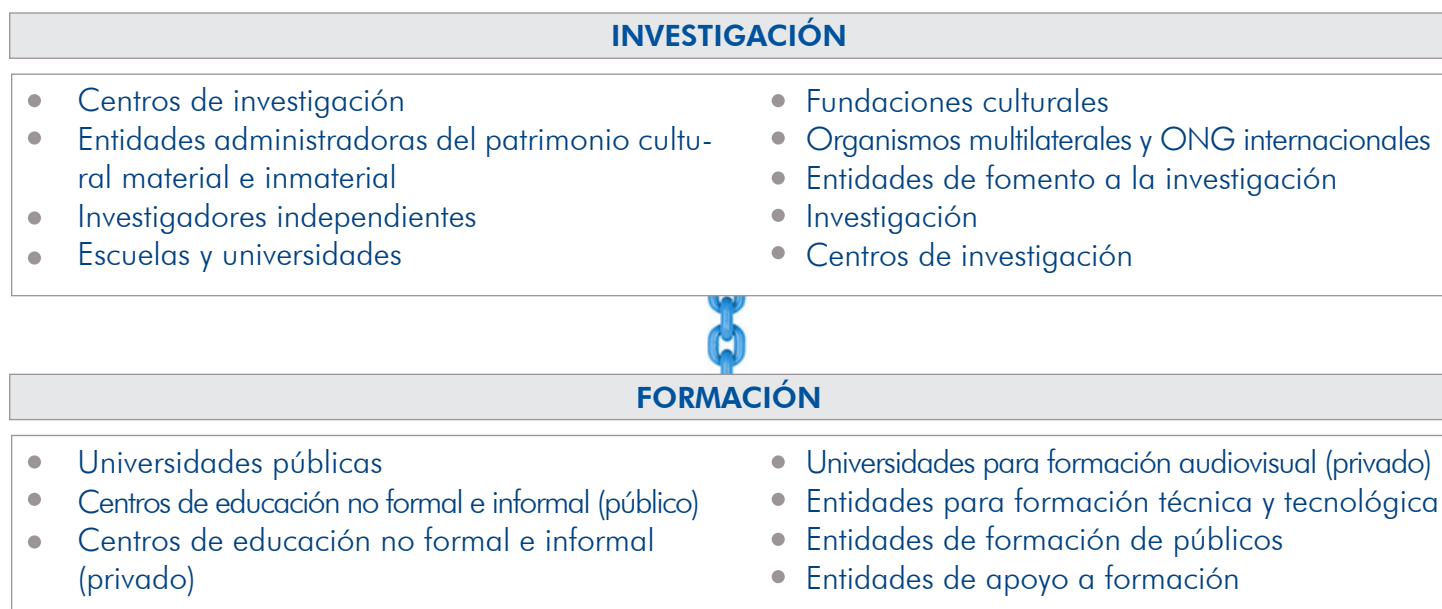 INVESTIGACIÓN
Centros de investigación
Entidades administradoras del patrimonio cultu-
ral material e inmaterial
Investigadores independientes
Escuelas y universidades
Fundaciones culturales
Organismos multilaterales y ONG internacionales
Entidades de fomento a la investigación
Investigación
Centros de investigación
FORMACIÓN
Universidades públicas
Centros de educación no formal e informal (público)
Centros de educación no formal e informal
(privado)
Universidades para formación audiovisual (privado)
Entidades para formación técnica y tecnológica
Entidades de formación de públicos
Entidades de apoyo a formación